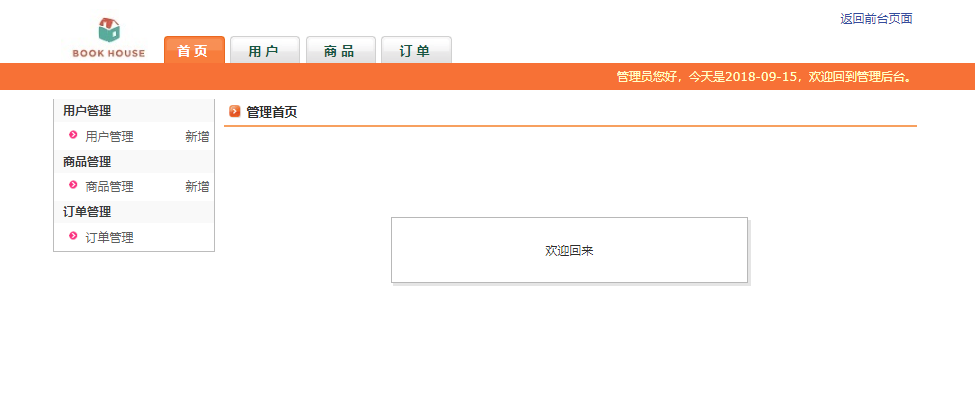 返回前台页面
BOOK HOUSE
首 页 用 户 商 品 订 单
管理员您好，今天是2018-09-15，欢迎回到管理后台。
用户管理
用户管理 新增
商品管理
商品管理 新增
订单管理
订单管理
管理首页
欢迎回来